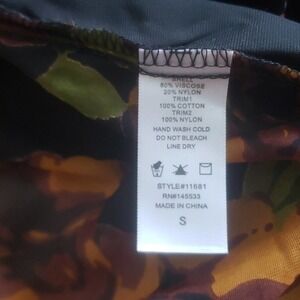 SHELL
80% VISCOSE
20% NYLON
TRIM1
100% COTTON
TRIM2
100% NYLON
HAND WASH COLD
DO NOT BLEACH
LINE DRY
STYLE#11681
RN#145533
MADE IN CHINA
S